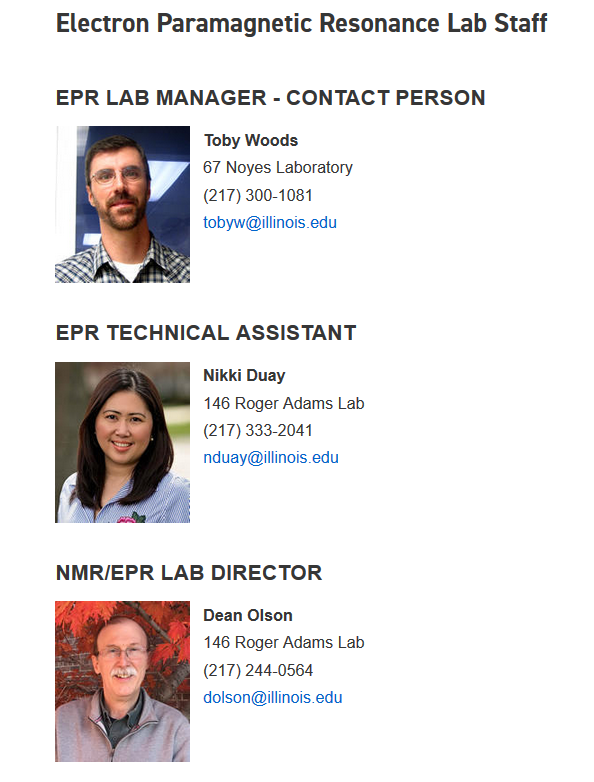 Electron Paramagnetic Resonance Lab Staff
EPR LAB MANAGER - CONTACT PERSON
Toby Woods
67 Noyes Laboratory
(217) 300-1081
tobyw@illinois.edu
EPR TECHNICAL ASSISTANT
Nikki Duay
146 Roger Adams Lab
(217) 333-2041
nduay@illinois.edu
NMR/EPR LAB DIRECTOR
Dean Olson
146 Roger Adams Lab
(217) 244-0564
dolson@illinois.edu